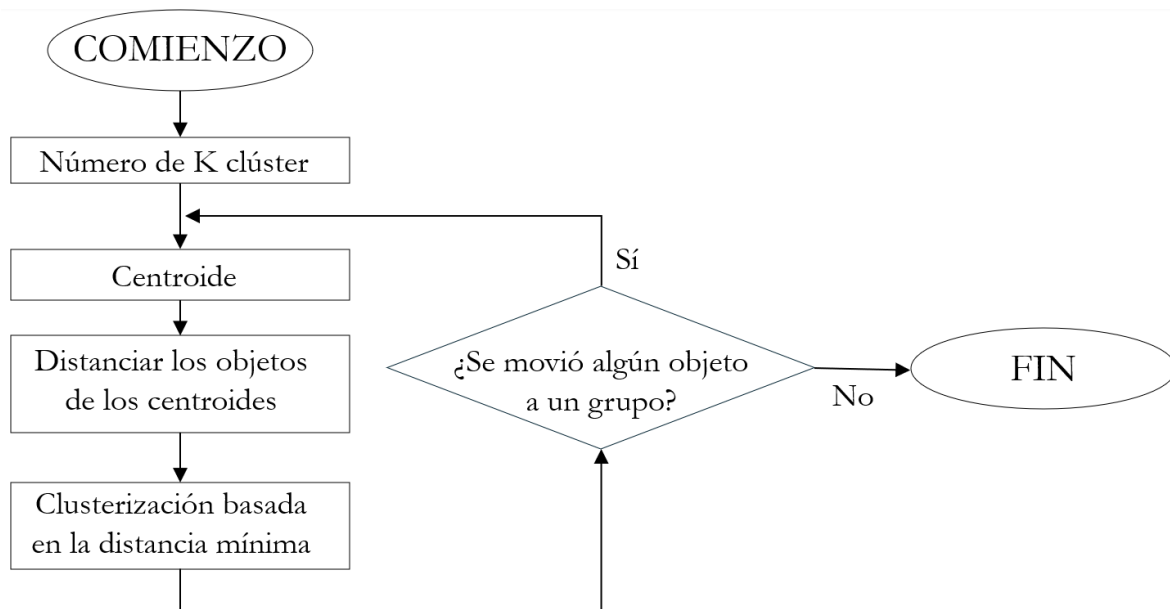 COMIENZO
Número de K clúster
Centroide
Distanciar los objetos
de los centroides
Clusterización basada
en la distancia mínima
¿Se movió algún objeto
a un grupo?
Sí
No
FIN